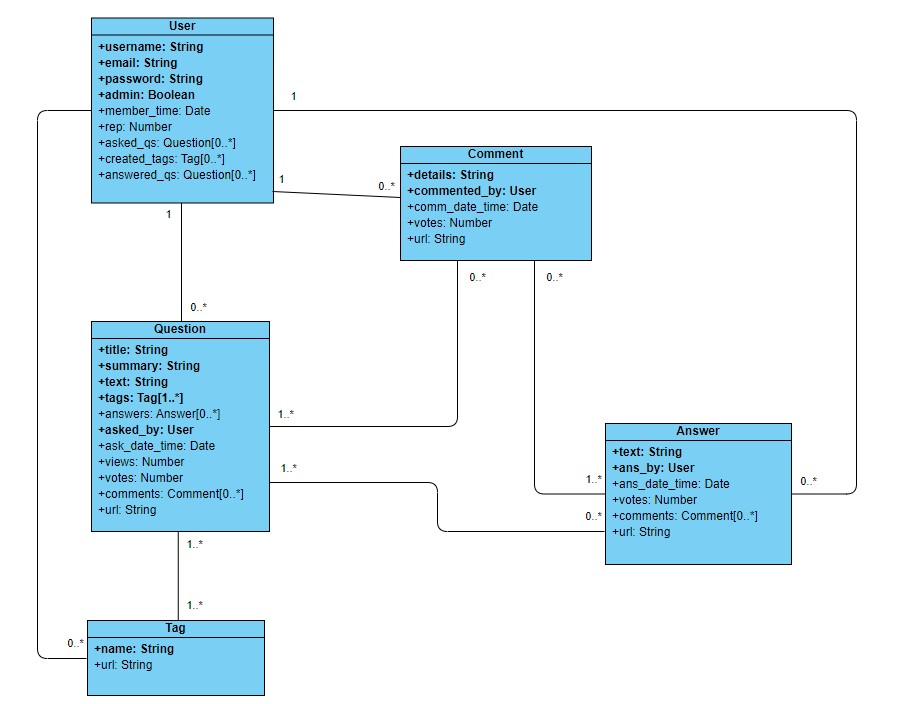 User
+username: String
+email: String
+password: String
+admin: Boolean
+member_time: Date
+rep: Number
+asked_qs: Question[0..*]
+created_tags: Tag[0..*]
+answered_qs: Question[0..*]
1
1
0..*
1
0..*
Comment
+details: String
+commented_by: User
+comm_date_time: Date
+votes: Number
+url: String
0..*
0..*
Question
+title: String
+summary: String
+text: String
+tags: Tag[1..*]
+answers: Answer[0..*]
+asked_by: User
+ask_date_time: Date
+views: Number
+votes: Number
+comments: Comment[0..*]
+url: String
1..*
1..*
1..*
0..*
Answer
+text: String
+ans_by: User
+ans_date_time: Date
+votes: Number
+comments: Comment[0..*]
+url: String
0..*
1..*
1..*
0..*
Tag
+name: String
+url: String